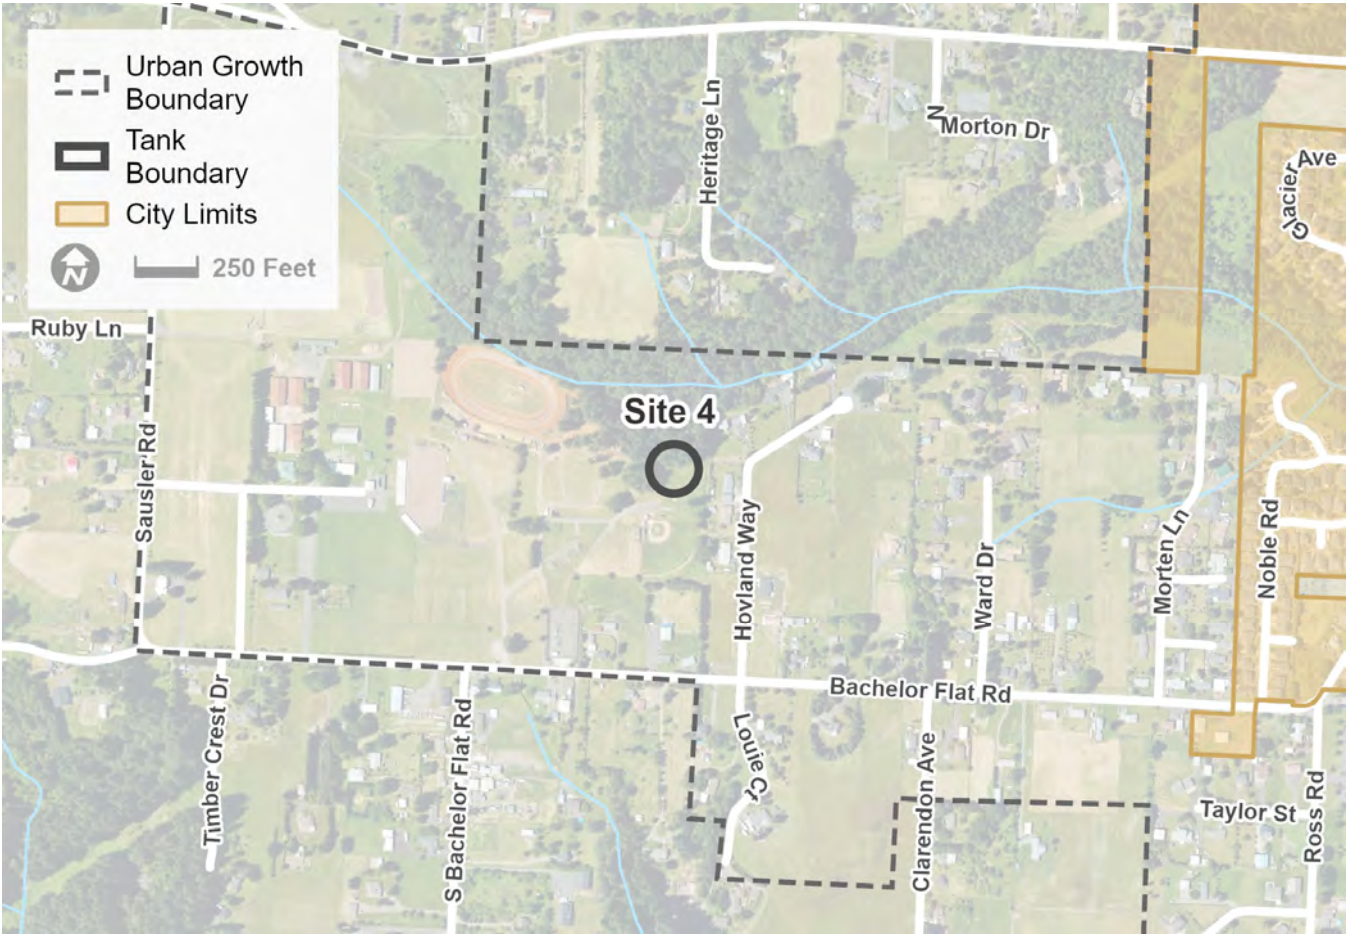 Urban Growth
Boundary
Tank
Boundary
City Limits
N
250 Feet
Heritage Ln
N
Morton Dr
Glacier Ave
Ruby Ln
Site 4
Sausler Rd
Hovland Way
Ward Dr
Morten Ln
Noble Rd
Bachelor Flat Rd
Timber Crest Dr
S Bachelor Flat Rd
Louie Ct
Clarendon Ave
Taylor St
Ross Rd